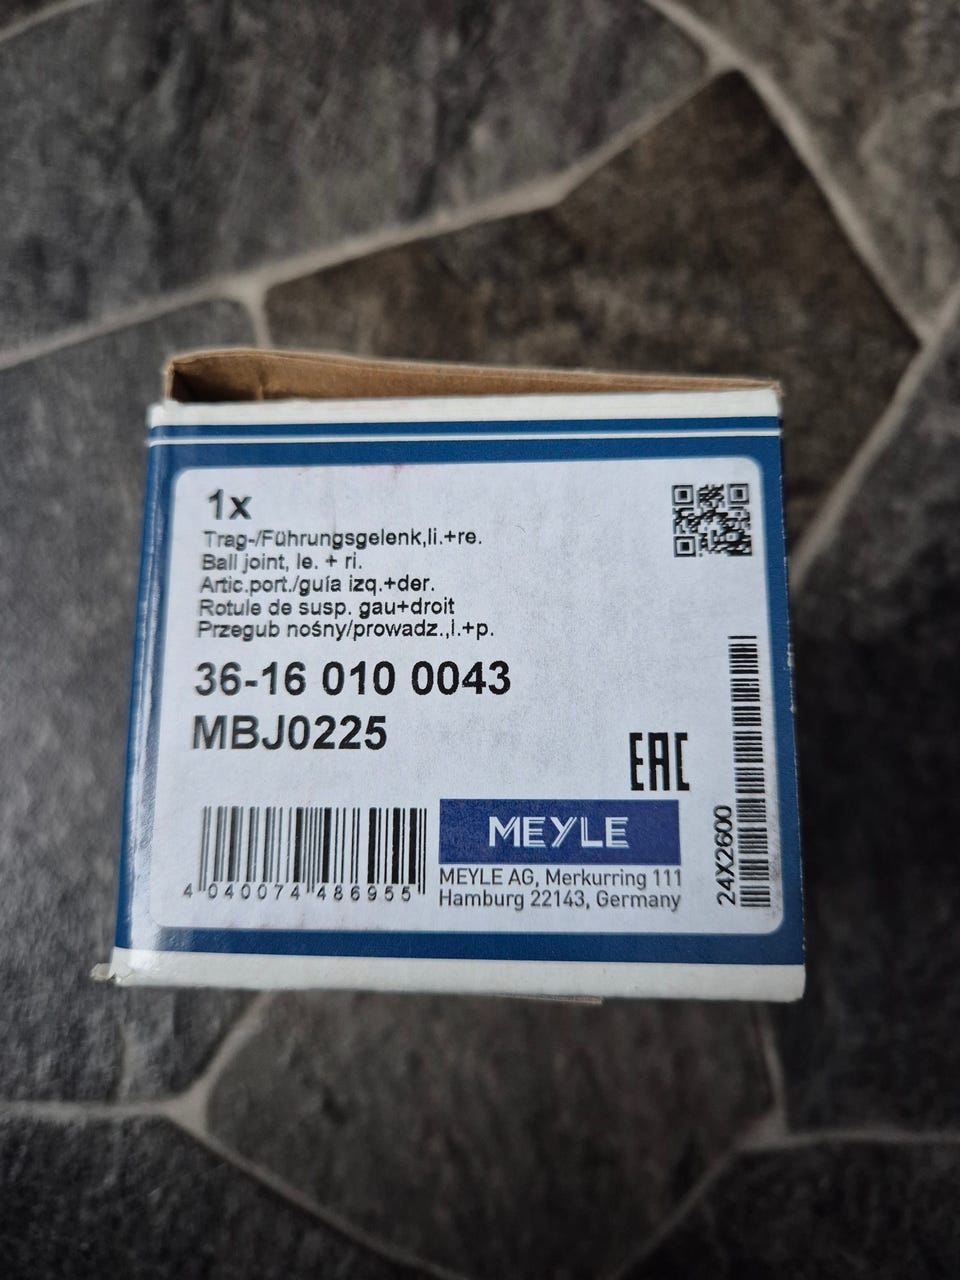 1x
Trag-/Führungsgelenk,li.+re.
Ball joint, le. + ri.
Artic.port./guía izq.+der.
Rotule de susp. gau+droit
Przegub nośny/prowadz.,l.+p.
36-16 010 0043
MBJ0225
EAC
MEYLE
MEYLE AG, Merkurring 111
Hamburg 22143, Germany
4 040074 486955
24X2600